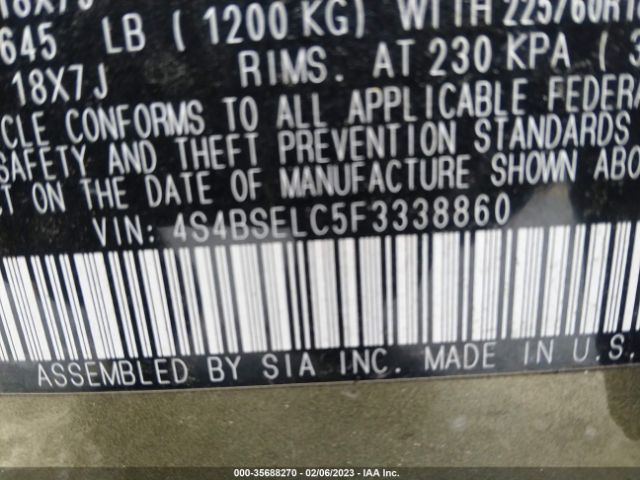 18X7J
645 LB ( 1200 KG) WITH 225/60R1
18X7J RIMS. AT 230 KPA (
CLE CONFORMS TO ALL APPLICABLE FEDERA
SAFETY AND THEFT PREVENTION STANDARDS
CT ON THE DATE OF MANUFACTURE SHOWN ABO
VIN: 4S4BSELC5F3338860
ASSEMBLED BY SIA INC. MADE IN U.S.
000-35688270 - 02/06/2023 - IAA Inc.